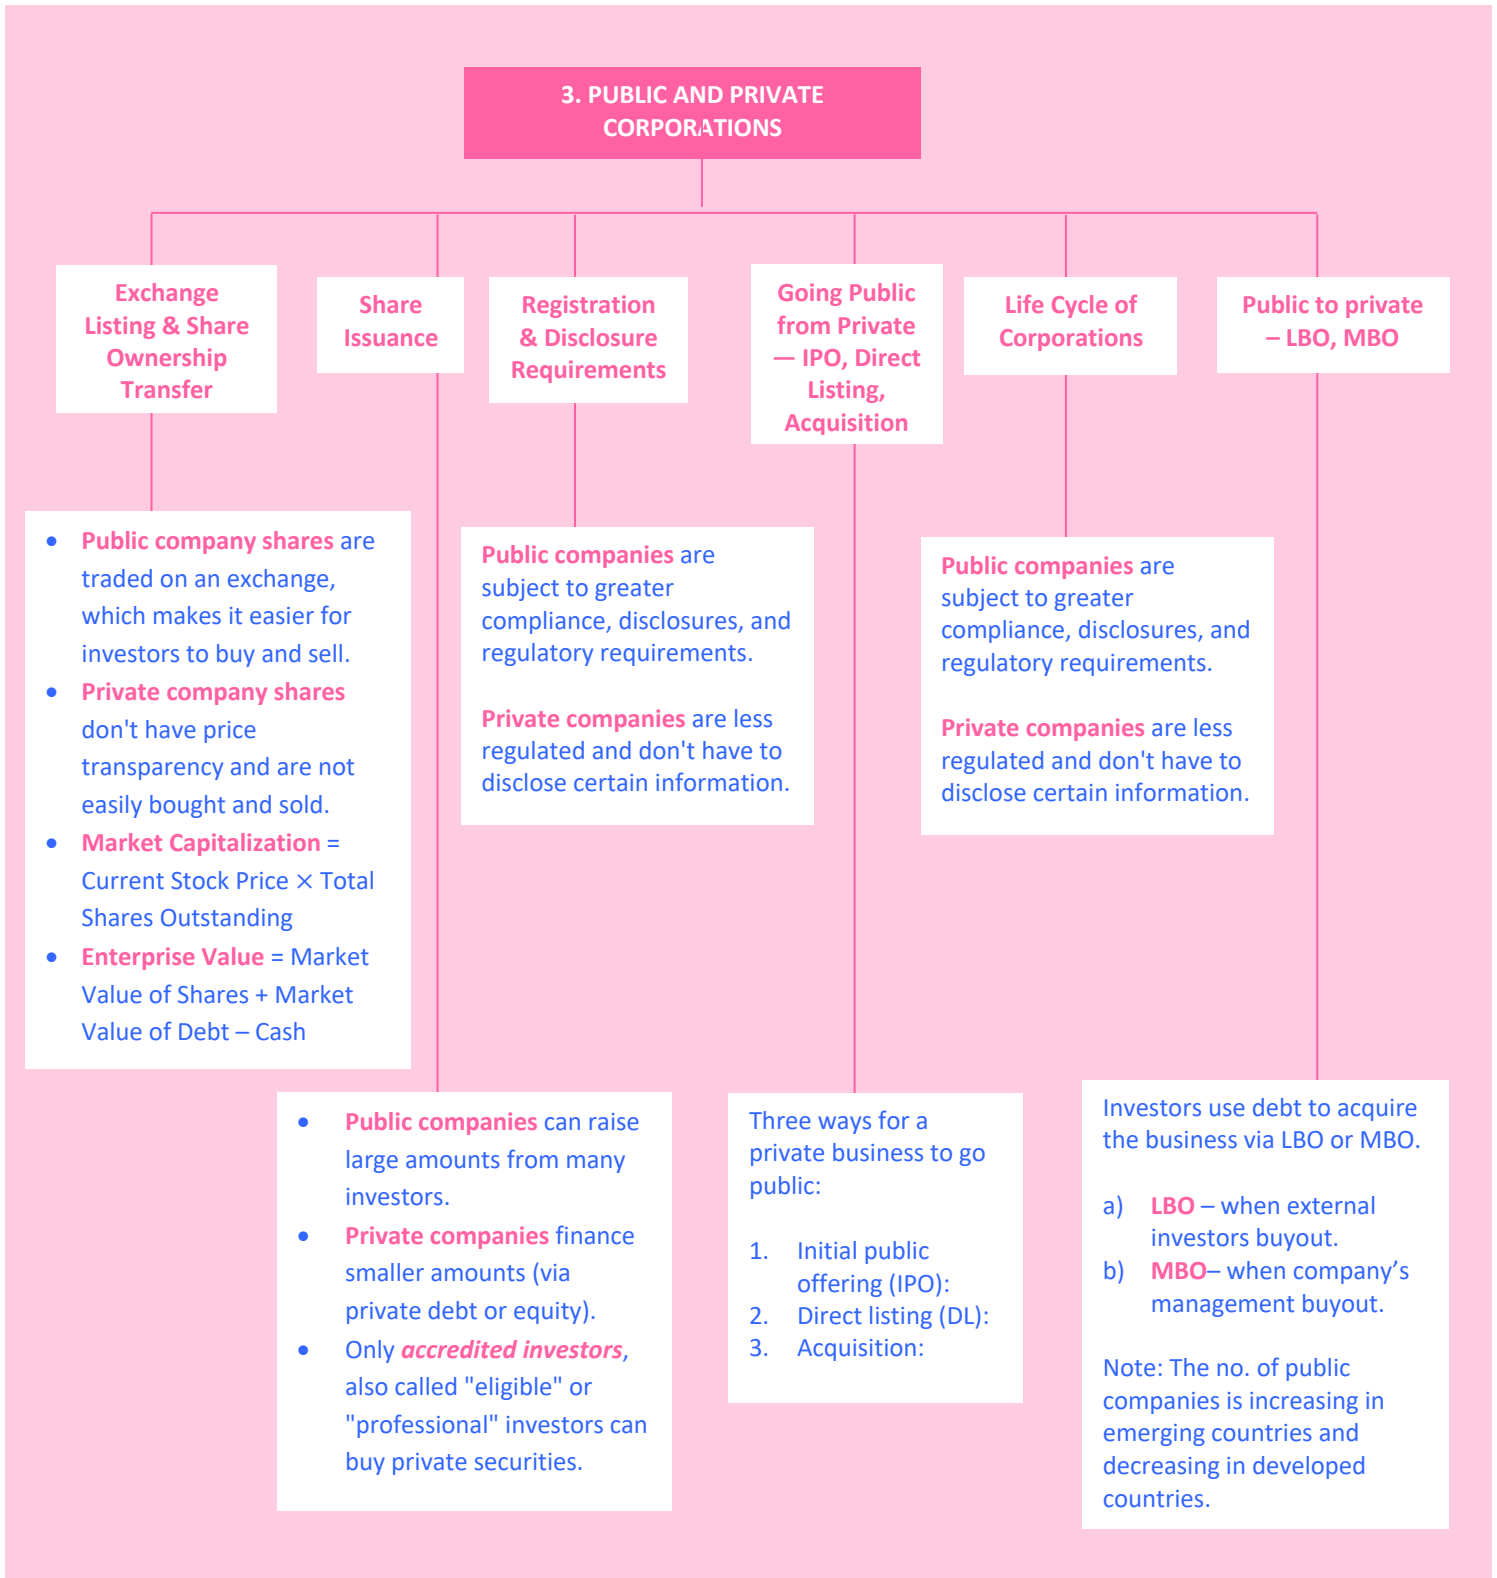 3. PUBLIC AND PRIVATE
CORPORATIONS
Exchange
Listing & Share
Ownership
Transfer
Share
Issuance
Registration
& Disclosure
Requirements
Going Public
from Private
— IPO, Direct
Listing,
Acquisition
Life Cycle of
Corporations
Public to private
– LBO, MBO
• Public company shares are
traded on an exchange,
which makes it easier for
investors to buy and sell.
• Private company shares
don't have price
transparency and are not
easily bought and sold.
• Market Capitalization =
Current Stock Price × Total
Shares Outstanding
• Enterprise Value = Market
Value of Shares + Market
Value of Debt – Cash
Public companies are
subject to greater
compliance, disclosures, and
regulatory requirements.
Private companies are less
regulated and don't have to
disclose certain information.
Public companies are
subject to greater
compliance, disclosures, and
regulatory requirements.
Private companies are less
regulated and don't have to
disclose certain information.
• Public companies can raise
large amounts from many
investors.
• Private companies finance
smaller amounts (via
private debt or equity).
• Only accredited investors,
also called "eligible" or
"professional" investors can
buy private securities.
Three ways for a
private business to go
public:
1. Initial public
offering (IPO):
2. Direct listing (DL):
3. Acquisition:
Investors use debt to acquire
the business via LBO or MBO.
a) LBO – when external
investors buyout.
b) MBO– when company’s
management buyout.
Note: The no. of public
companies is increasing in
emerging countries and
decreasing in developed
countries.